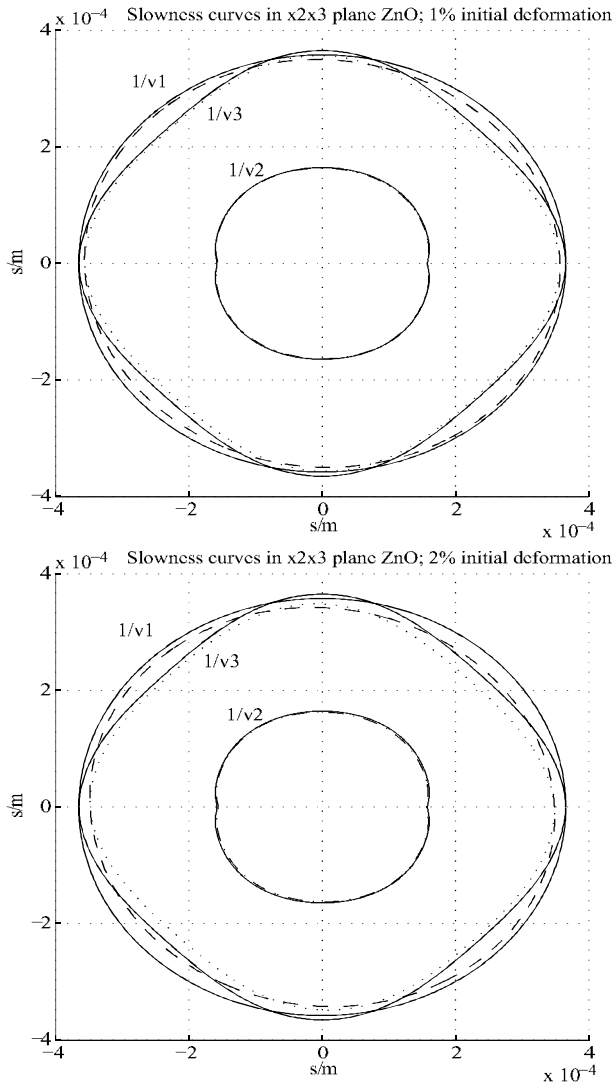 x 10⁻⁴ Slowness curves in x2x3 plane ZnO; 1% initial deformation
4
1/v1
1/v3
2
1/v2
s/m
0
−2
−4
−4 −2 0 2 4
s/m
x 10⁻⁴
x 10⁻⁴ Slowness curves in x2x3 plane ZnO; 2% initial deformation
4
1/v1
1/v3
2
1/v2
s/m
0
−2
−4
−4 −2 0 2 4
s/m
x 10⁻⁴